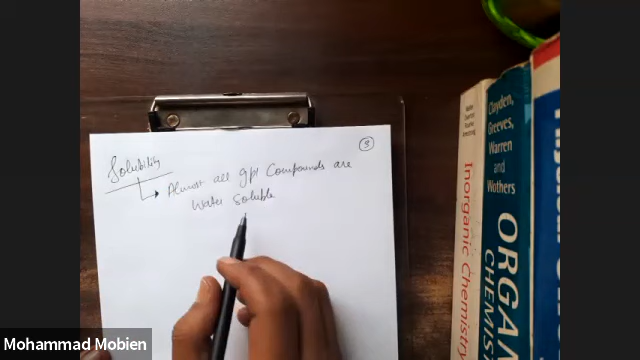 3
Solubility
Almost all gp1 Compounds are
water soluble
Inorganic Chemistry
Clayden,
Greeves,
Warren
and
Wothers
ORGAN
CHEMISTRY
Mohammad Mobien